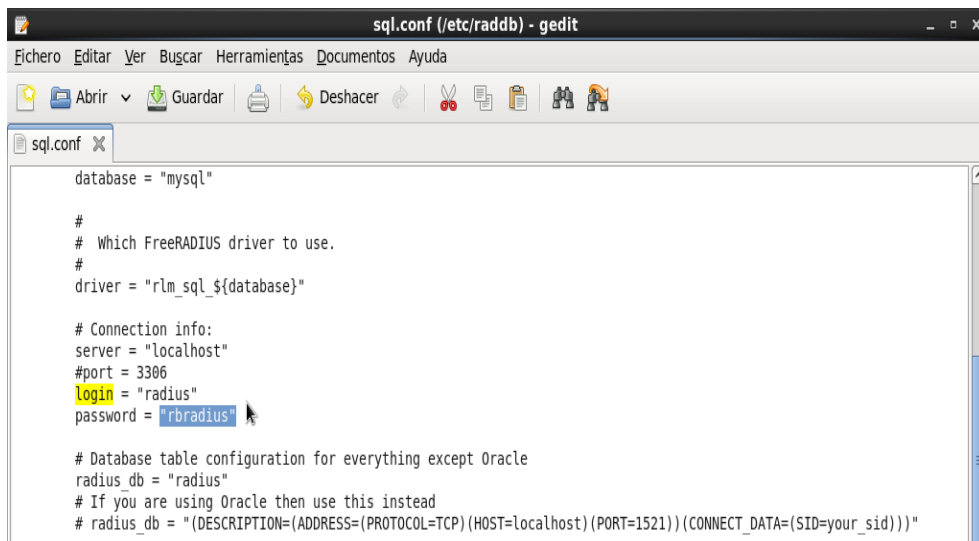 sql.conf (/etc/raddb) - gedit
Fichero Editar Ver Buscar Herramientas Documentos Ayuda
Abrir Guardar Deshacer
sql.conf
database = "mysql"
#
# Which FreeRADIUS driver to use.
#
driver = "rlm_sql_${database}"
# Connection info:
server = "localhost"
#port = 3306
login = "radius"
password = "rbradius"
# Database table configuration for everything except Oracle
radius_db = "radius"
# If you are using Oracle then use this instead
# radius_db = "(DESCRIPTION=(ADDRESS=(PROTOCOL=TCP)(HOST=localhost)(PORT=1521))(CONNECT_DATA=(SID=your_sid)))"